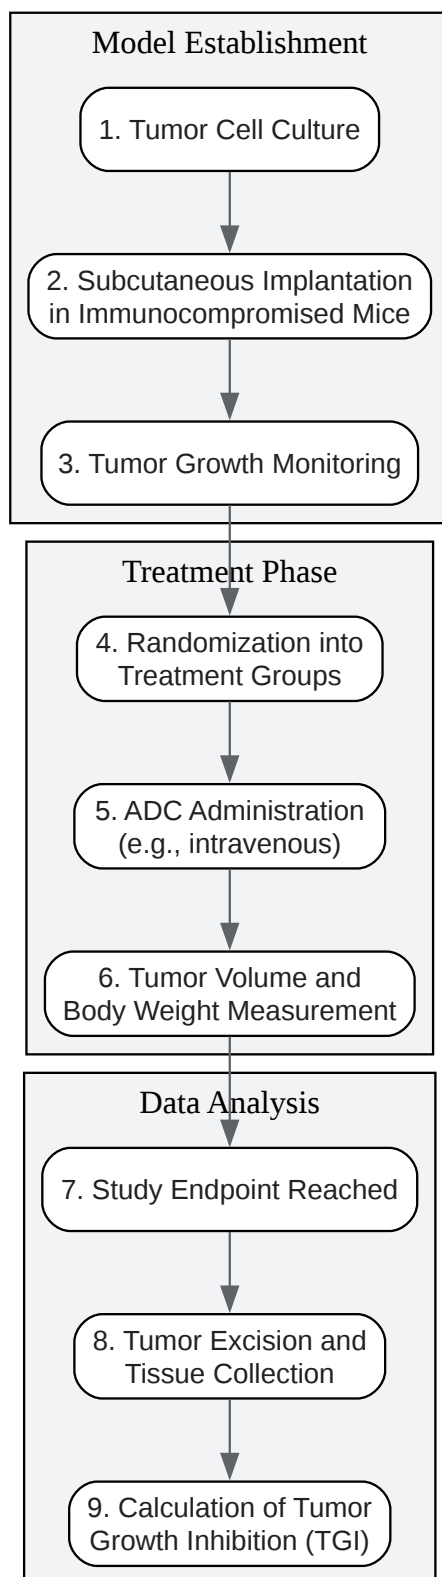 Model Establishment
1. Tumor Cell Culture
2. Subcutaneous Implantation
in Immunocompromised Mice
3. Tumor Growth Monitoring
Treatment Phase
4. Randomization into
Treatment Groups
5. ADC Administration
(e.g., intravenous)
6. Tumor Volume and
Body Weight Measurement
Data Analysis
7. Study Endpoint Reached
8. Tumor Excision and
Tissue Collection
9. Calculation of Tumor
Growth Inhibition (TGI)